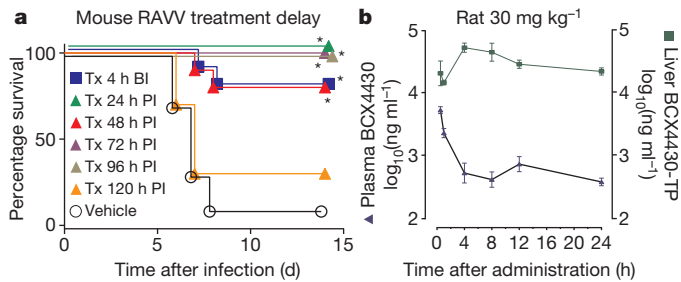 a
Mouse RAVV treatment delay
Percentage survival
100
50
0
Tx 4 h BI
Tx 24 h PI
Tx 48 h PI
Tx 72 h PI
Tx 96 h PI
Tx 120 h PI
Vehicle
*
*
*
*
*
0 5 10 15
Time after infection (d)
b
Rat 30 mg kg⁻¹
Plasma BCX4430
log₁₀(ng ml⁻¹)
5
4
3
2
5
4
3
2
Liver BCX4430-TP
log₁₀(ng ml⁻¹)
0 4 8 12 16 20 24
Time after administration (h)